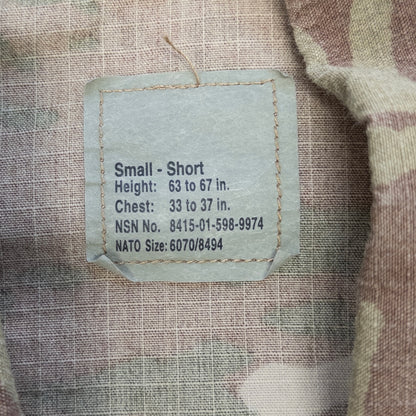 Small - Short
Height: 63 to 67 in.
Chest: 33 to 37 in.
NSN No. 8415-01-598-9974
NATO Size: 6070/8494